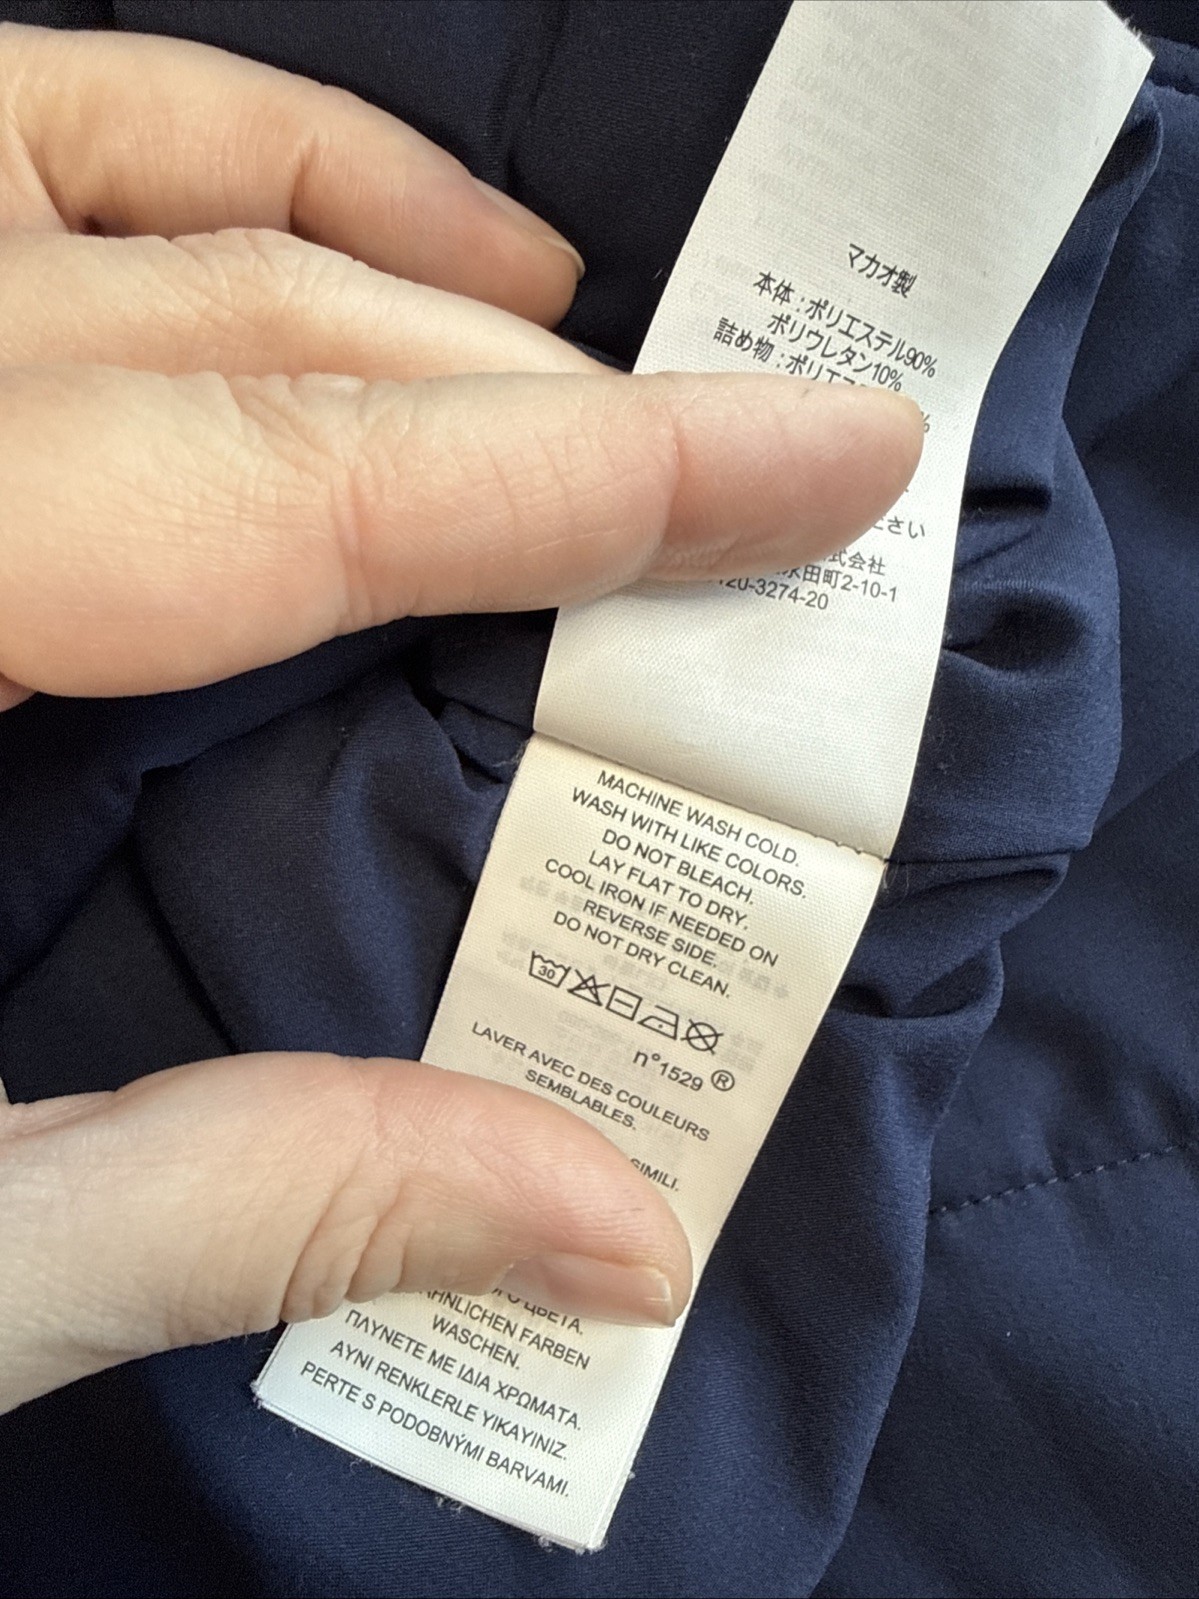 マカオ製
本体：ポリエステル90%
ポリウレタン10%
詰め物：ポリエス
%
ださい
式会社
永田町2-10-1
120-3274-20
MACHINE WASH COLD.
WASH WITH LIKE COLORS.
DO NOT BLEACH.
LAY FLAT TO DRY.
COOL IRON IF NEEDED ON
REVERSE SIDE.
DO NOT DRY CLEAN.
30
n°1529 ®
LAVER AVEC DES COULEURS
SEMBLABLES.
SIMILI.
ЦВЕТА.
ÄHNLICHEN FARBEN
WASCHEN.
ΠΛΥΝΕΤΕ ΜΕ ΙΔΙΑ ΧΡΩΜΑΤΑ.
AYNI RENKLERLE YIKAYINIZ.
PERTE S PODOBNÝMI BARVAMI.